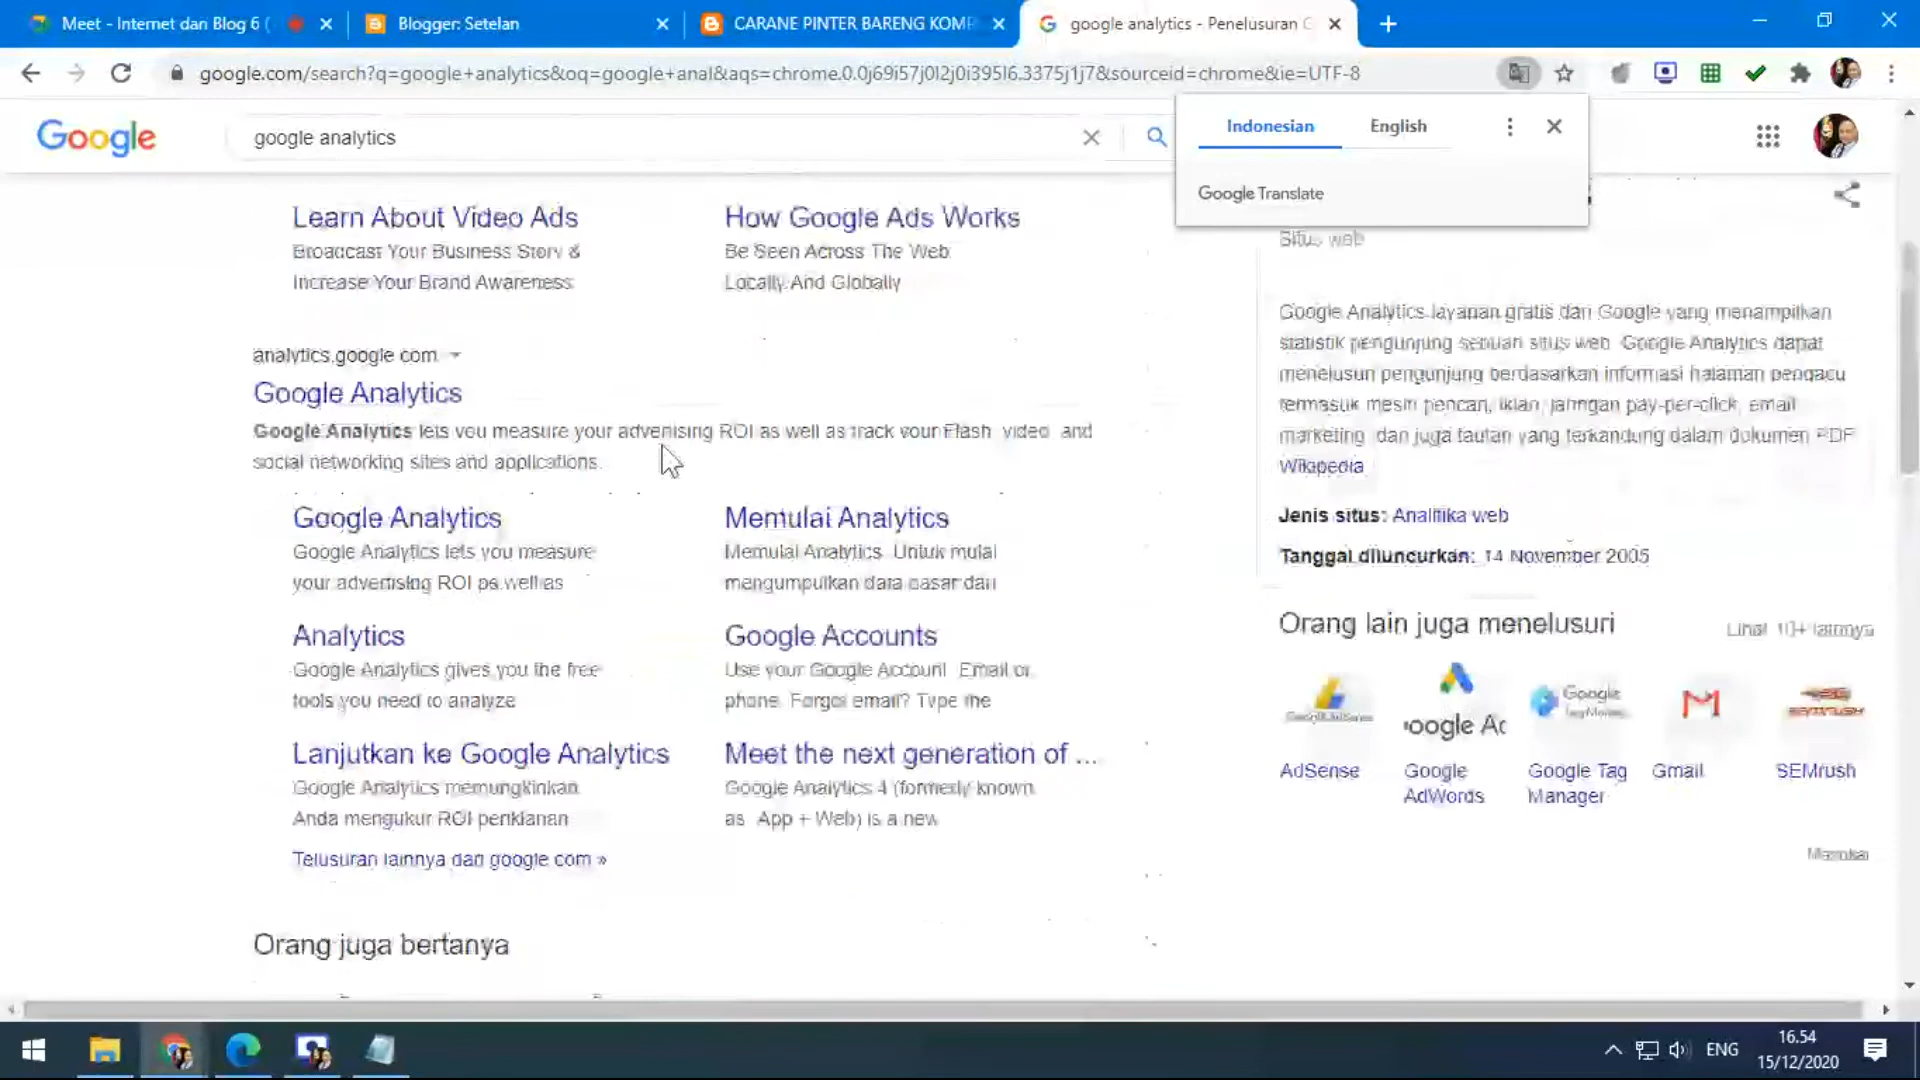 Meet - Internet dan Blog 6 (
Blogger: Setelan
CARANE PINTER BARENG KOMP
google analytics - Penelusuran G
google.com/search?q=google+analytics&oq=google+anal&aqs=chrome.0.0j69i57j0l2j0i395l6.3375j1j7&sourceid=chrome&ie=UTF-8
Google
google analytics
Indonesian
English
Google Translate
Learn About Video Ads
Broadcast Your Business Story &
Increase Your Brand Awareness
How Google Ads Works
Be Seen Across The Web
Locally And Globally
analytics.google com
Google Analytics
Google Analytics lets you measure your advertising ROI as well as track your Flash video and
social networking sites and applications.
Google Analytics
Google Analytics lets you measure
your advertising ROI as well as
Memulai Analytics
Memulai Analytics Untuk mulai
mengumpulkan data dasar dari
Analytics
Google Analytics gives you the free
tools you need to analyze
Google Accounts
Use your Google Account Email or
phone Forgot email? Type the
Lanjutkan ke Google Analytics
Google Analytics memungkinkan
Anda mengukur ROI periklanan
Meet the next generation of ...
Google Analytics 4 (formerly known
as App + Web) is a new
Telusuran lainnya dari google com »
Orang juga bertanya
Situs web
Google Analytics layanan gratis dari Google yang menampilkan
statistik pengunjung sebuah situs web Google Analytics dapat
menelusuri pengunjung berdasarkan informasi halaman pengacu
termasuk mesin pencari, iklan, jaringan pay-per-click, email
marketing dan juga tautan yang terkandung dalam dokumen PDF
Wikipedia
Jenis situs: Analitika web
Tanggal diluncurkan: 14 November 2005
Orang lain juga menelusuri
Lihat 10+ lainnya
oogle Ad
Google
SEMRUSH
AdSense
Google
AdWords
Google Tag
Manager
Gmail
SEMrush
Masukan
ENG
16.54
15/12/2020